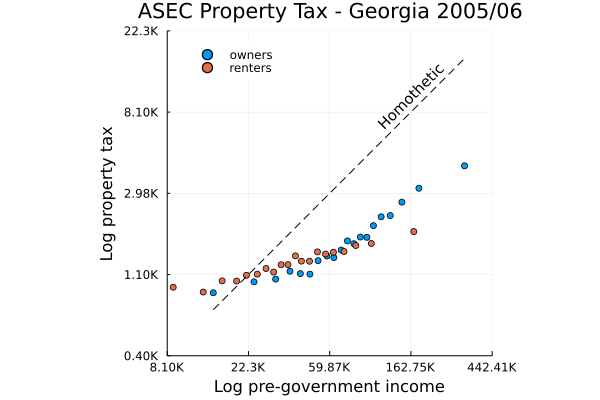 ASEC Property Tax - Georgia 2005/06
22.3K
owners
renters
Homothetic
8.10K
2.98K
1.10K
0.40K
Log property tax
8.10K 22.3K 59.87K 162.75K 442.41K
Log pre-government income